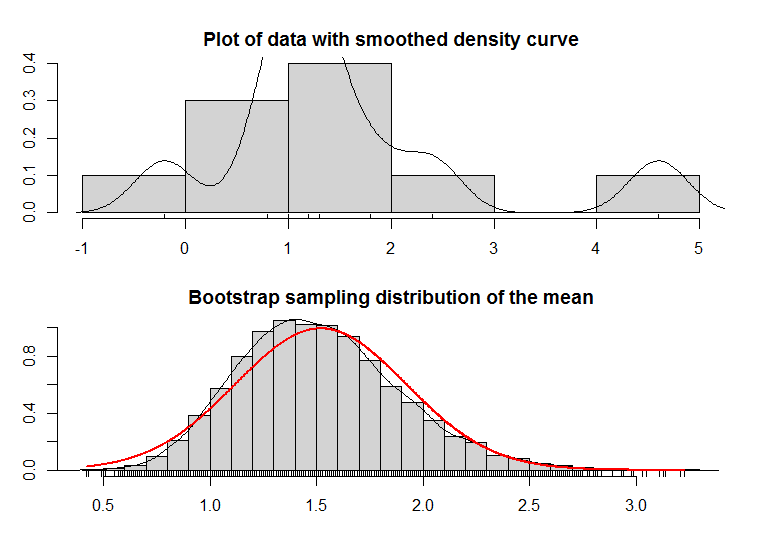 Plot of data with smoothed density curve
0.4
0.3
0.2
0.1
0.0
-1 0 1 2 3 4 5
Bootstrap sampling distribution of the mean
0.8
0.4
0.0
0.5 1.0 1.5 2.0 2.5 3.0